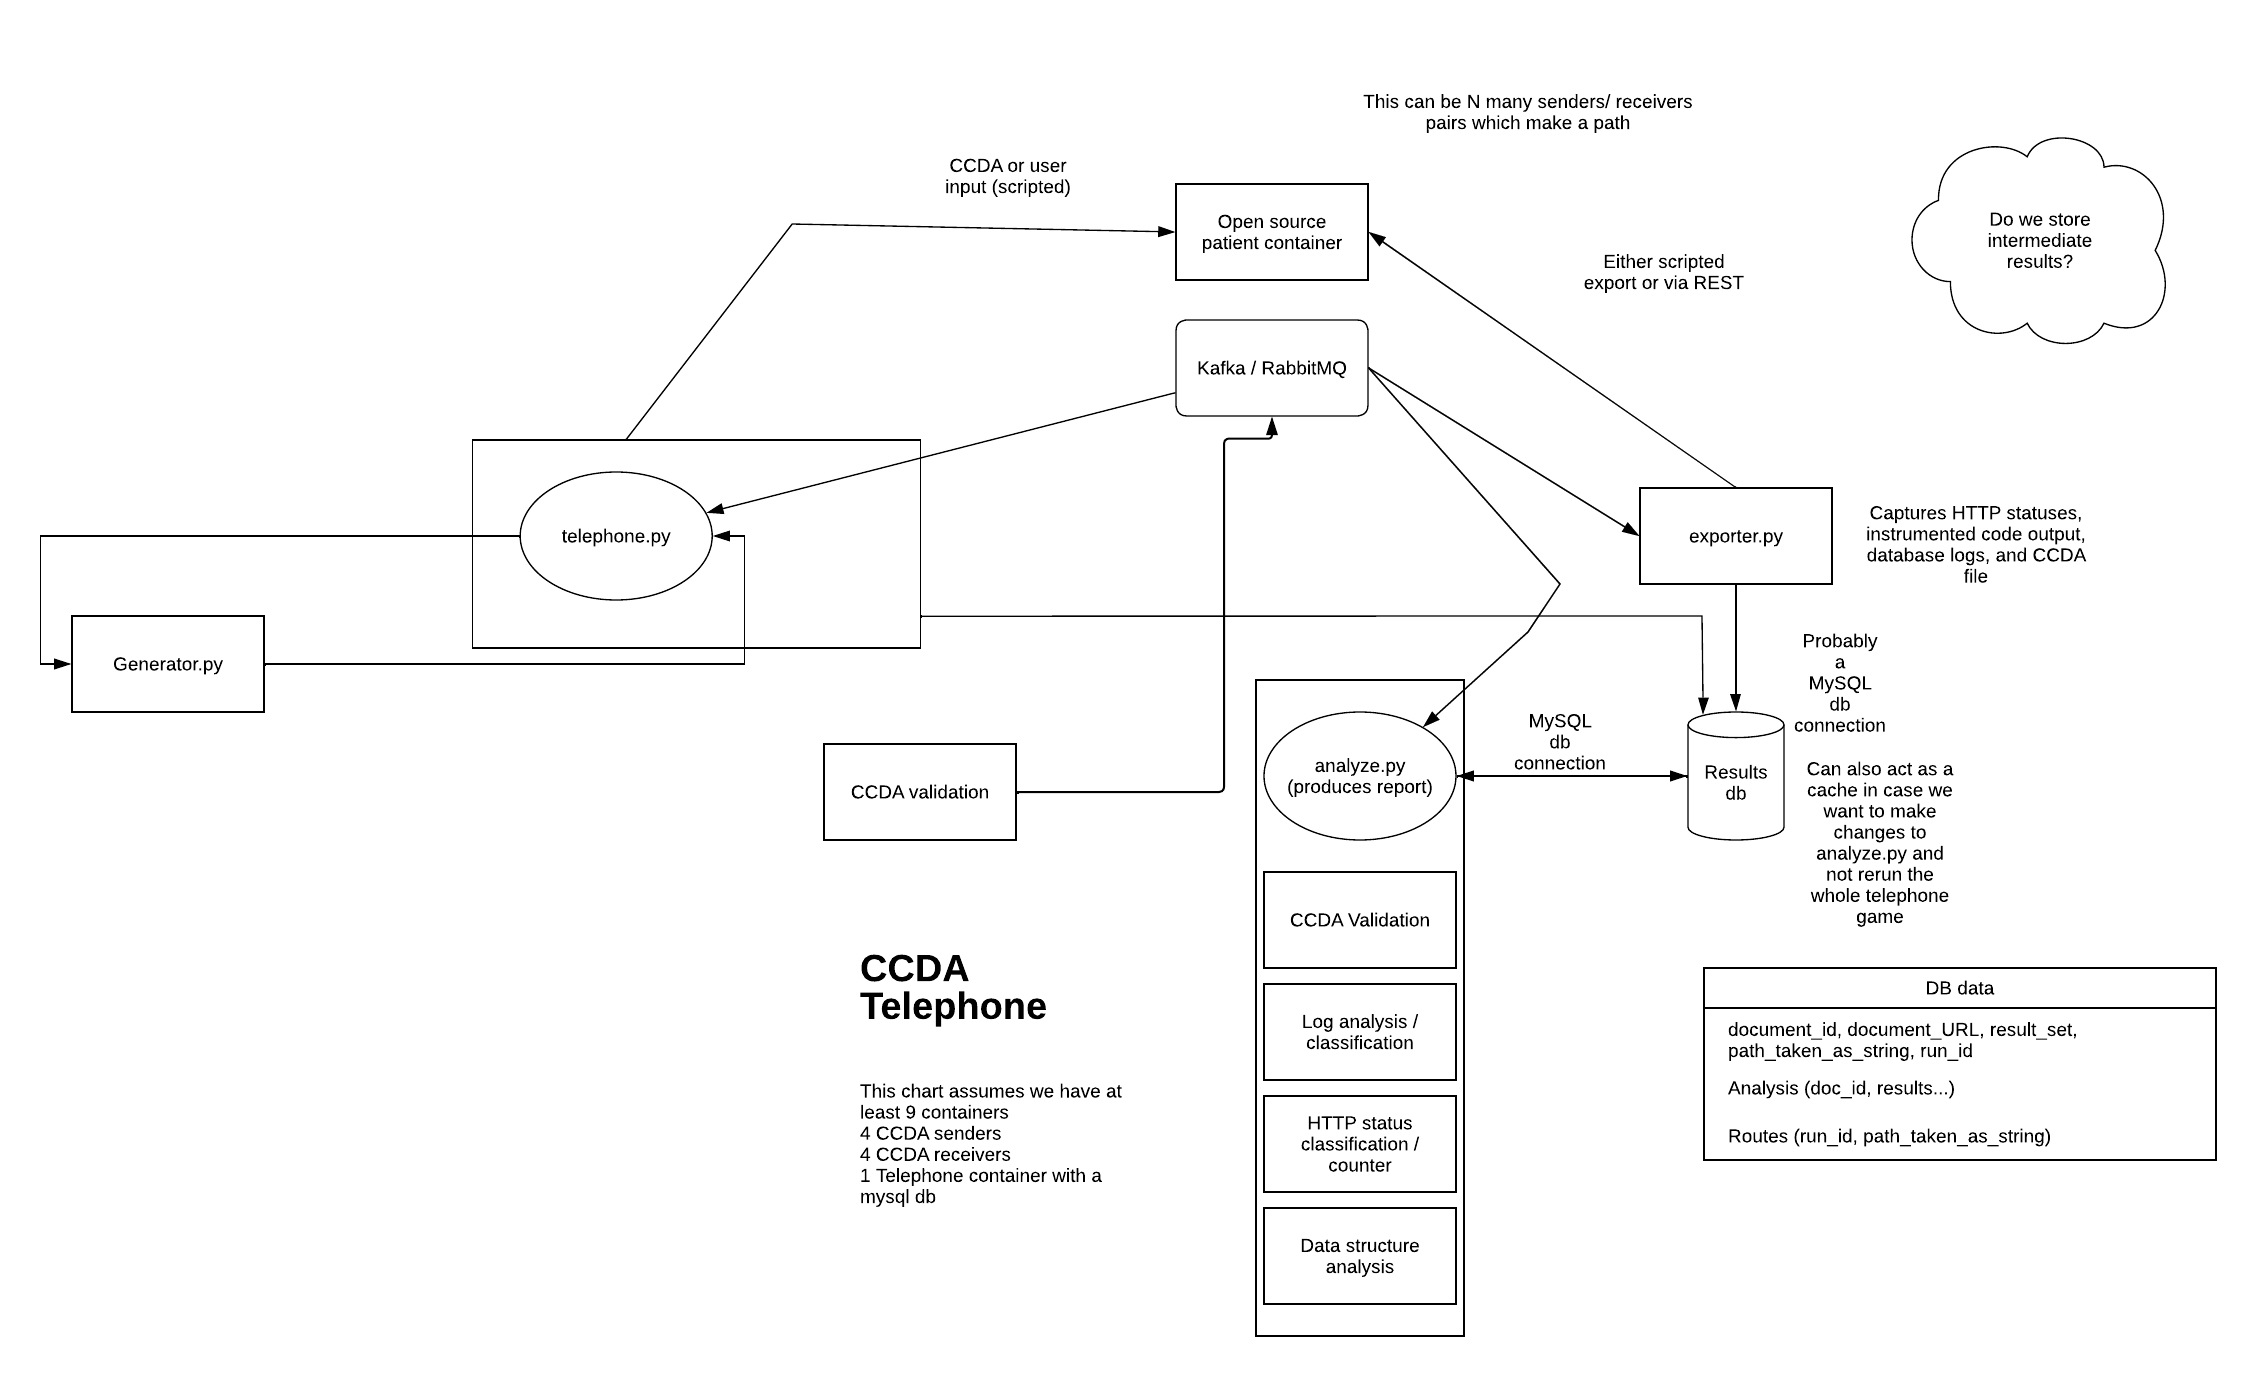 This can be N many senders/ receivers
pairs which make a path
CCDA or user
input (scripted)
Open source
patient container
Do we store
intermediate
results?
Either scripted
export or via REST
Kafka / RabbitMQ
telephone.py
exporter.py
Captures HTTP statuses,
instrumented code output,
database logs, and CCDA
file
Generator.py
Probably
a
MySQL
db
connection
CCDA validation
analyze.py
(produces report)
MySQL
db
connection
Results
db
Can also act as a
cache in case we
want to make
changes to
analyze.py and
not rerun the
whole telephone
game
CCDA Validation
CCDA
Telephone
Log analysis /
classification
DB data
document_id, document_URL, result_set,
path_taken_as_string, run_id
Analysis (doc_id, results...)
Routes (run_id, path_taken_as_string)
This chart assumes we have at
least 9 containers
4 CCDA senders
4 CCDA receivers
1 Telephone container with a
mysql db
HTTP status
classification /
counter
Data structure
analysis